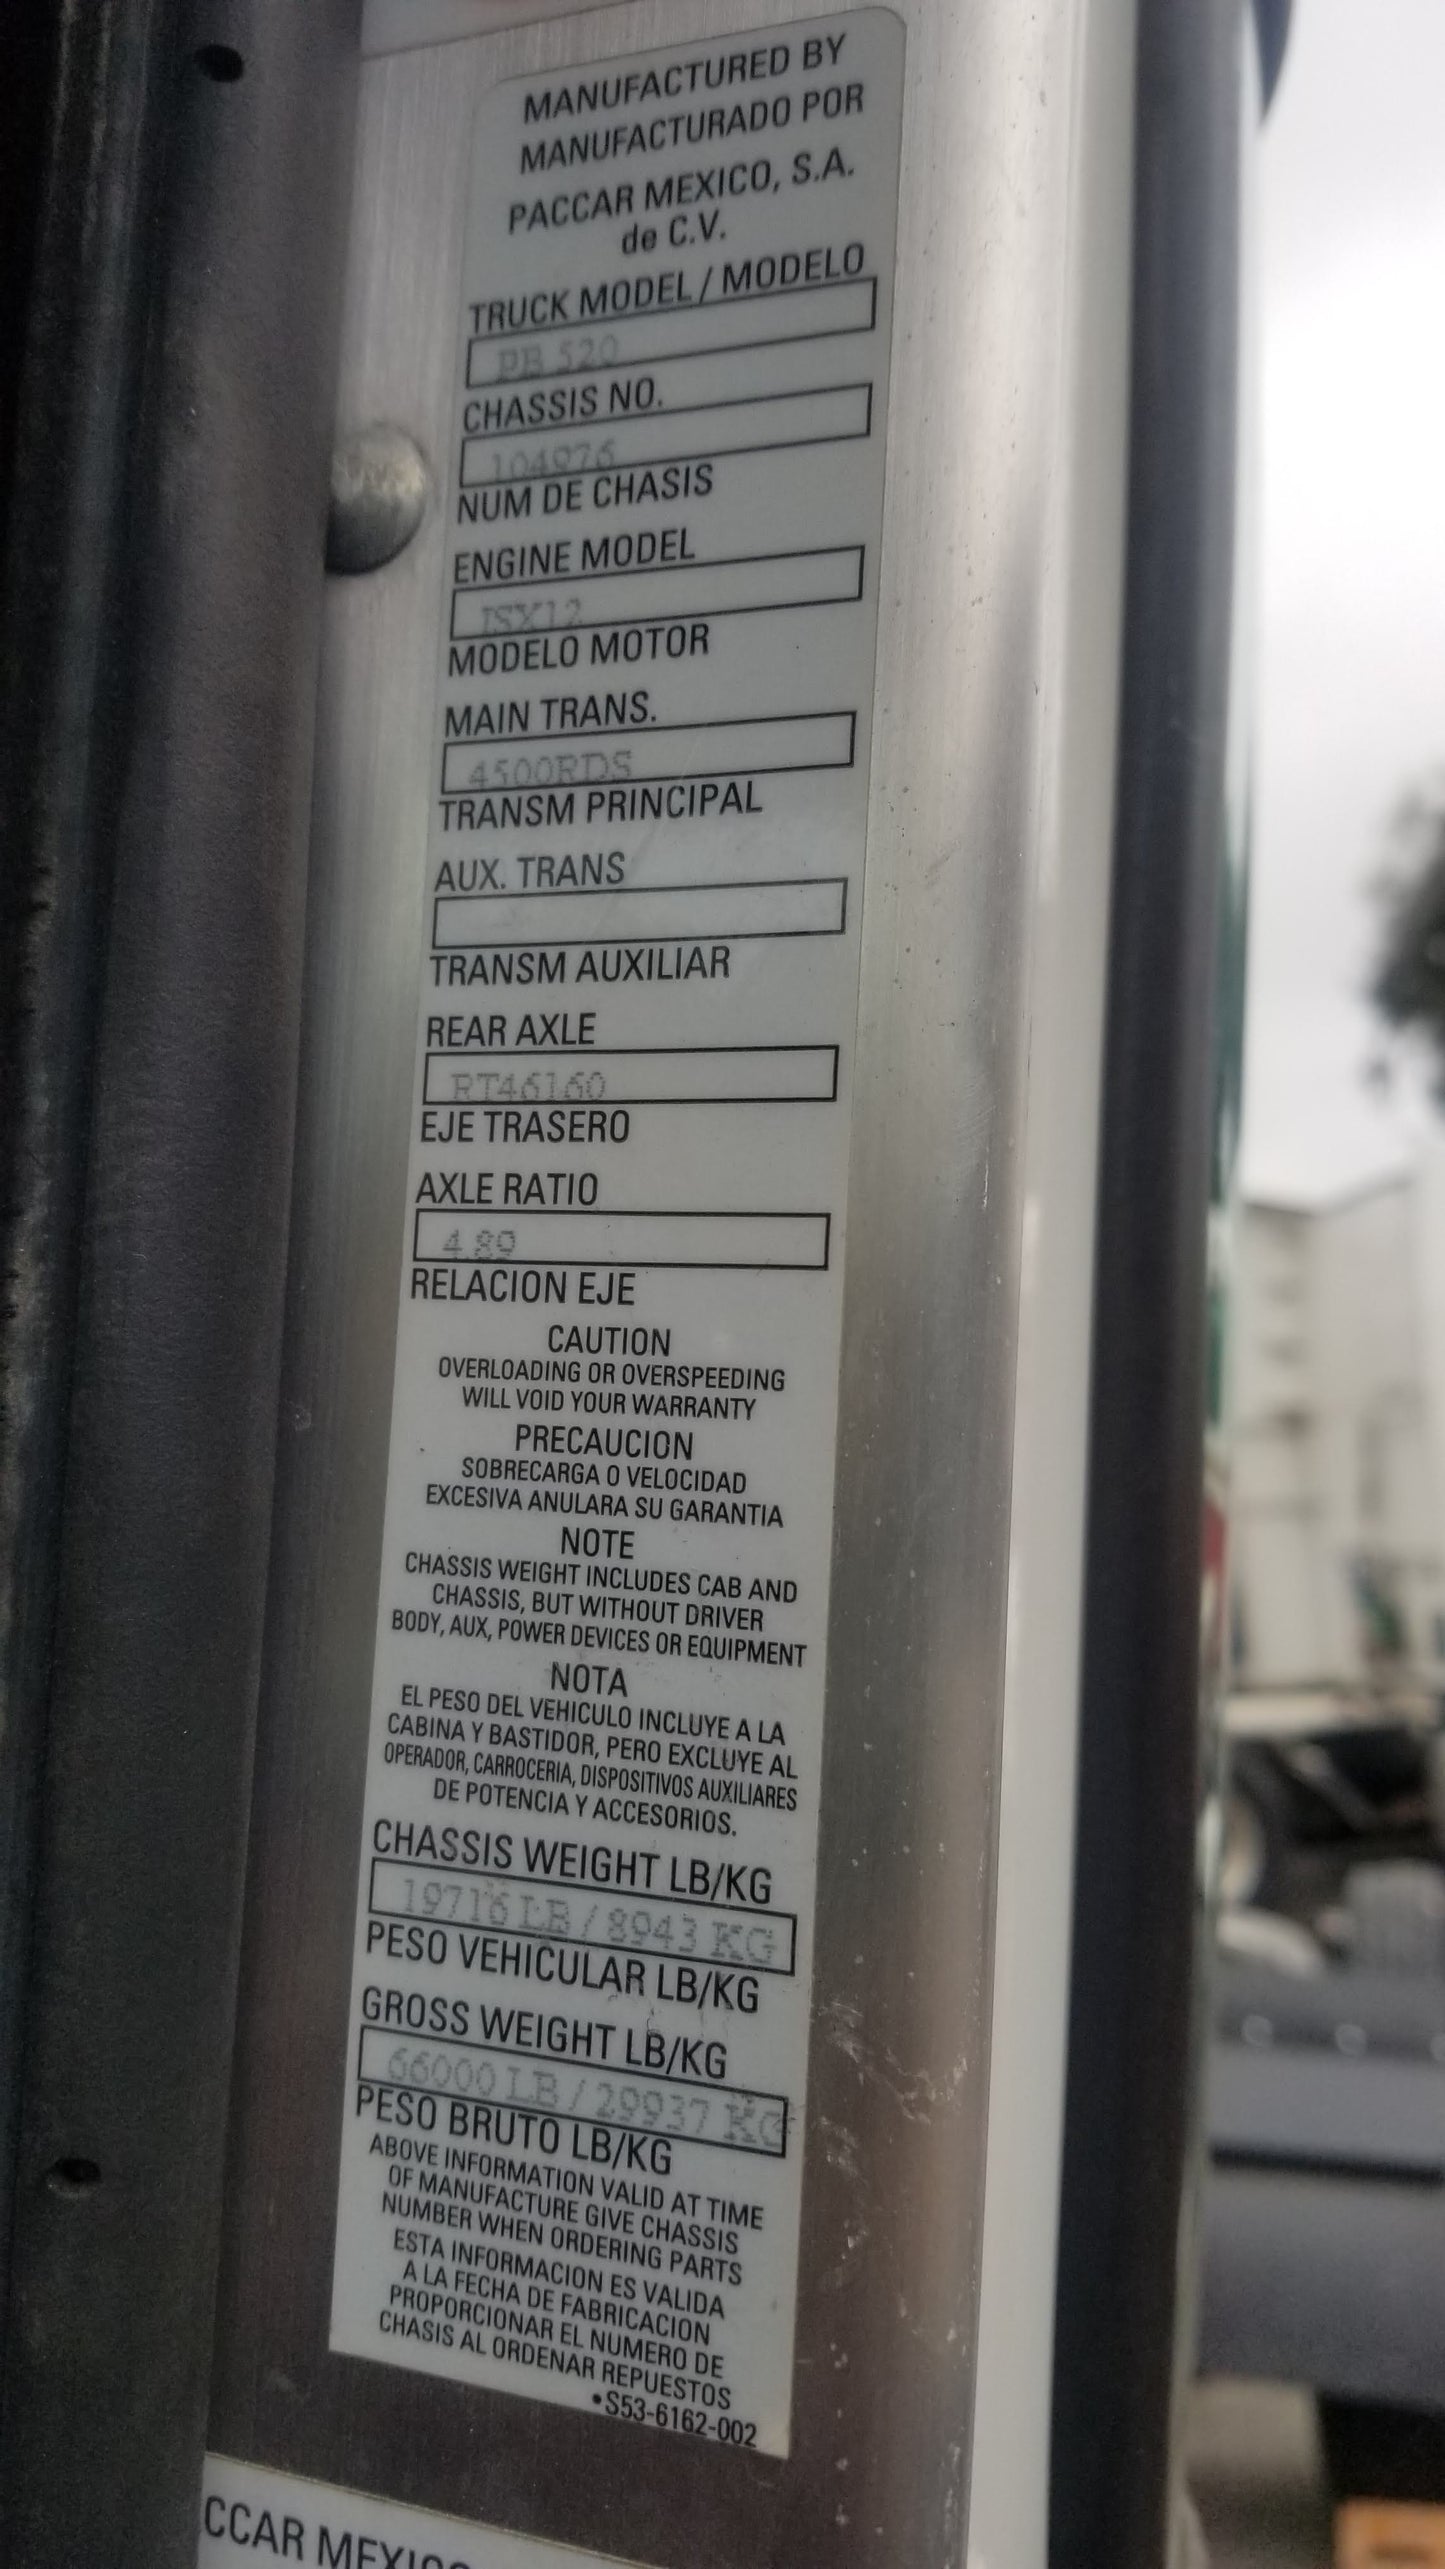 MANUFACTURED BY
MANUFACTURADO POR
PACCAR MEXICO, S.A.
de C.V.
TRUCK MODEL / MODELO
PB 520
CHASSIS NO.
104976
NUM DE CHASIS
ENGINE MODEL
ISX12
MODELO MOTOR
MAIN TRANS.
4500RDS
TRANSM PRINCIPAL
AUX. TRANS
TRANSM AUXILIAR
REAR AXLE
RT46160
EJE TRASERO
AXLE RATIO
4.89
RELACION EJE
CAUTION
OVERLOADING OR OVERSPEEDING
WILL VOID YOUR WARRANTY
PRECAUCION
SOBRECARGA O VELOCIDAD
EXCESIVA ANULARA SU GARANTIA
NOTE
CHASSIS WEIGHT INCLUDES CAB AND
CHASSIS, BUT WITHOUT DRIVER
BODY, AUX, POWER DEVICES OR EQUIPMENT
NOTA
EL PESO DEL VEHICULO INCLUYE A LA
CABINA Y BASTIDOR, PERO EXCLUYE AL
OPERADOR, CARROCERIA, DISPOSITIVOS AUXILIARES
DE POTENCIA Y ACCESORIOS.
CHASSIS WEIGHT LB/KG
19716 LB / 8943 KG
PESO VEHICULAR LB/KG
GROSS WEIGHT LB/KG
66000 LB / 29937 KG
PESO BRUTO LB/KG
ABOVE INFORMATION VALID AT TIME
OF MANUFACTURE GIVE CHASSIS
NUMBER WHEN ORDERING PARTS
ESTA INFORMACION ES VALIDA
A LA FECHA DE FABRICACION
PROPORCIONAR EL NUMERO DE
CHASIS AL ORDENAR REPUESTOS
•S53-6162-002
CCAR MEXICO